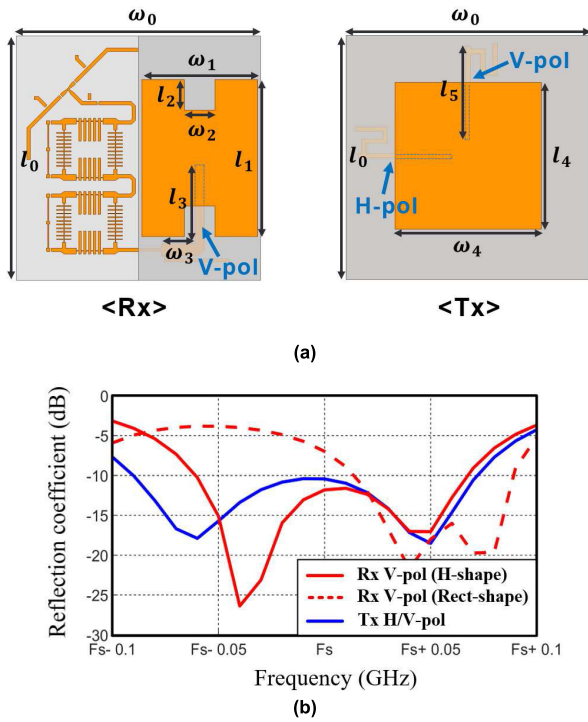 ω₀
ω₀
l₀
ω₁
l₂
ω₂
l₁
l₃
ω₃
V-pol
V-pol
l₅
l₀
l₄
H-pol
ω₄
<Rx>
<Tx>
(a)
Reflection coefficient (dB)
0
-5
-10
-15
-20
-25
-30
Rx V-pol (H-shape)
Rx V-pol (Rect-shape)
Tx H/V-pol
Fs- 0.1
Fs- 0.05
Fs
Fs+ 0.05
Fs+ 0.1
Frequency (GHz)
(b)